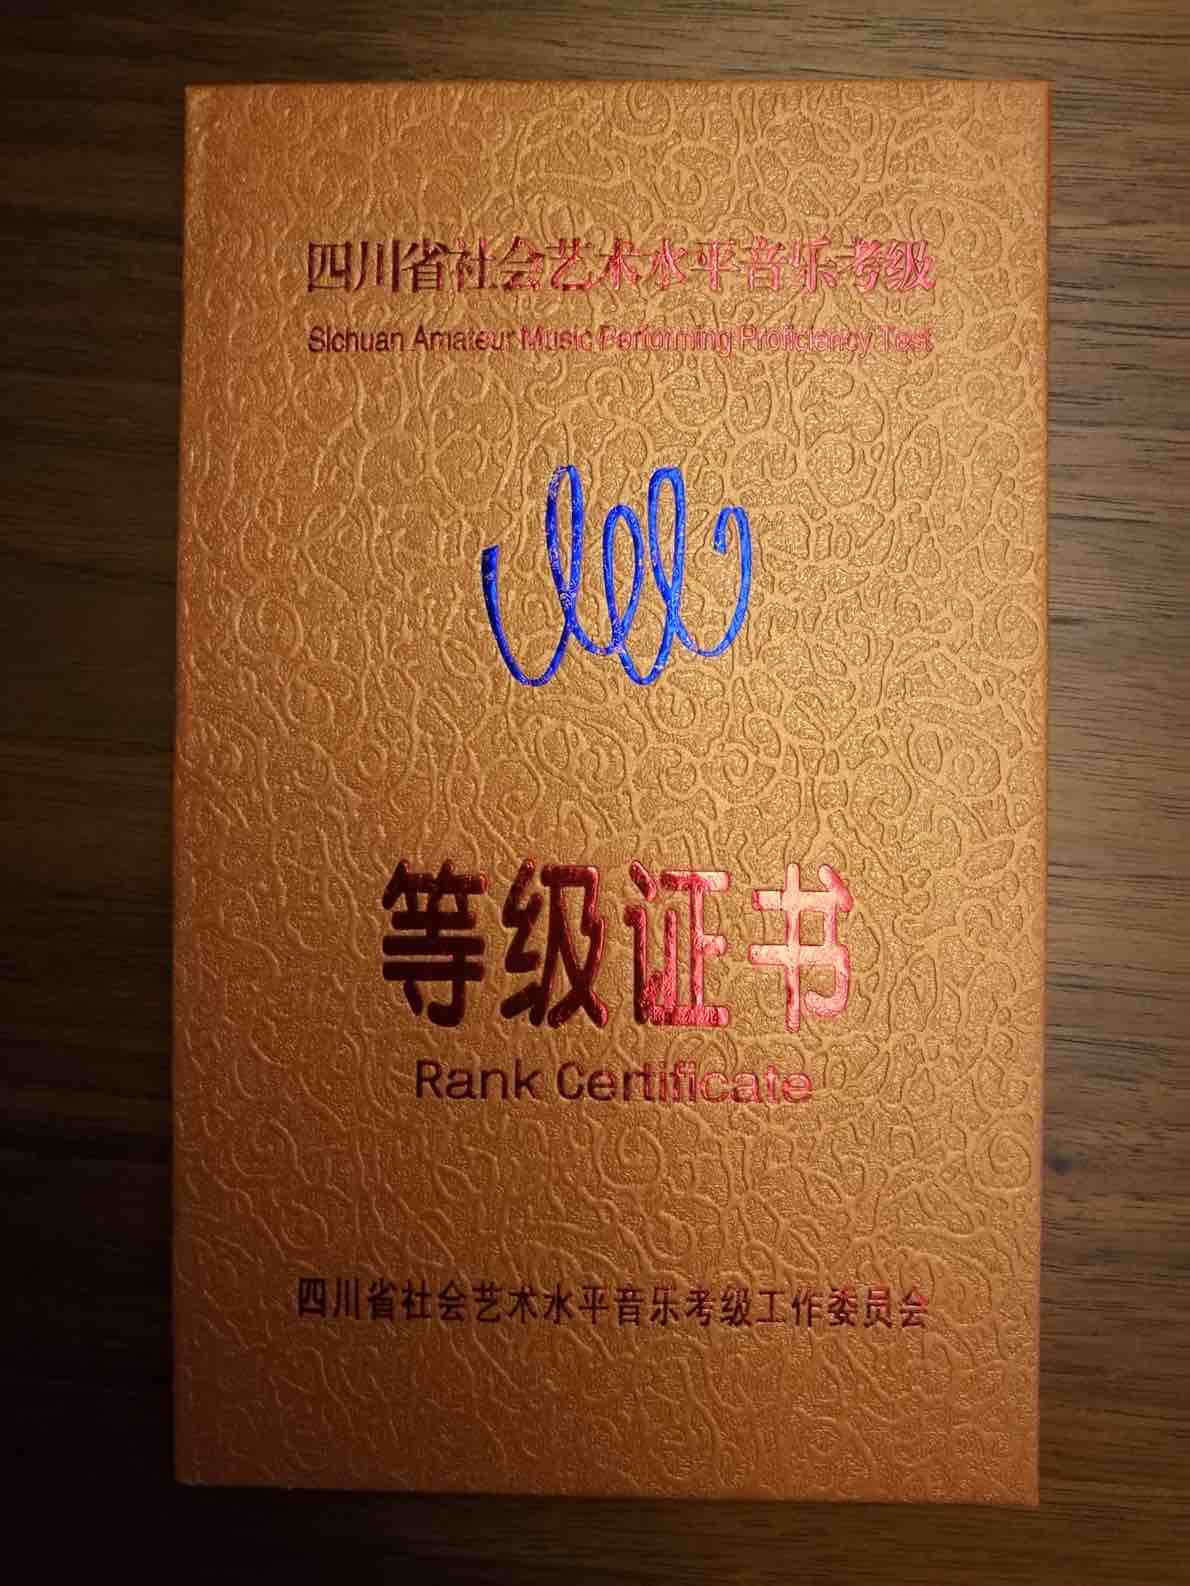 四川省社会艺术水平音乐考级
Sichuan Amateur Music Performing Proficiency Test
等级证书
Rank Certificate
四川省社会艺术水平音乐考级工作委员会